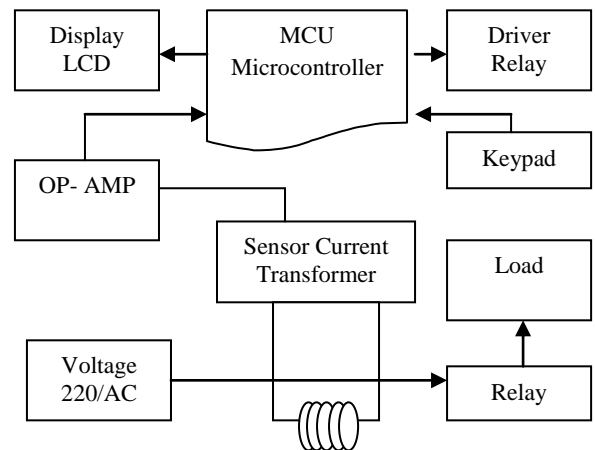 Display
LCD
MCU
Microcontroller
Driver
Relay
OP- AMP
Keypad
Sensor Current
Transformer
Load
Voltage
220/AC
Relay